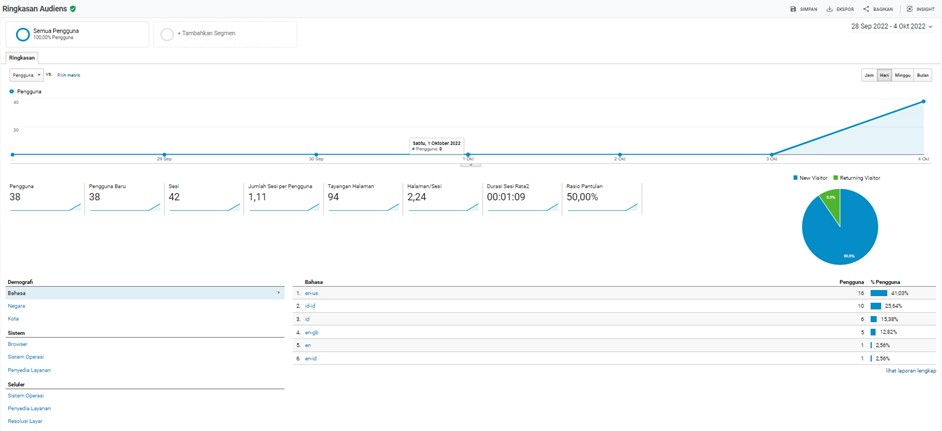 Ringkasan Audiens
SIMPAN EKSPOR BAGIKAN INSIGHT
28 Sep 2022 - 4 Okt 2022
Semua Pengguna
100,00% Pengguna
+ Tambahkan Segmen
Ringkasan
Pengguna vs. Pilih metrik
Jam Hari Minggu Bulan
Pengguna
40
20
Sabtu, 1 Oktober 2022
Pengguna: 0
29 Sep 30 Sep 1 Okt 2 Okt 3 Okt 4 Okt
New Visitor Returning Visitor
Pengguna
38
Pengguna Baru
38
Sesi
42
Jumlah Sesi per Pengguna
1,11
Tayangan Halaman
94
Halaman/Sesi
2,24
Durasi Sesi Rata2
00:01:09
Rasio Pantulan
50,00%
Demografi
Bahasa
Negara
Kota
Sistem
Browser
Sistem Operasi
Penyedia Layanan
Seluler
Sistem Operasi
Penyedia Layanan
Resolusi Layar
Bahasa Pengguna % Pengguna
1. en-us 16 41,03%
2. id-id 10 25,64%
3. id 6 15,38%
4. en-gb 5 12,82%
5. en 1 2,56%
6. en-id 1 2,56%
lihat laporan lengkap